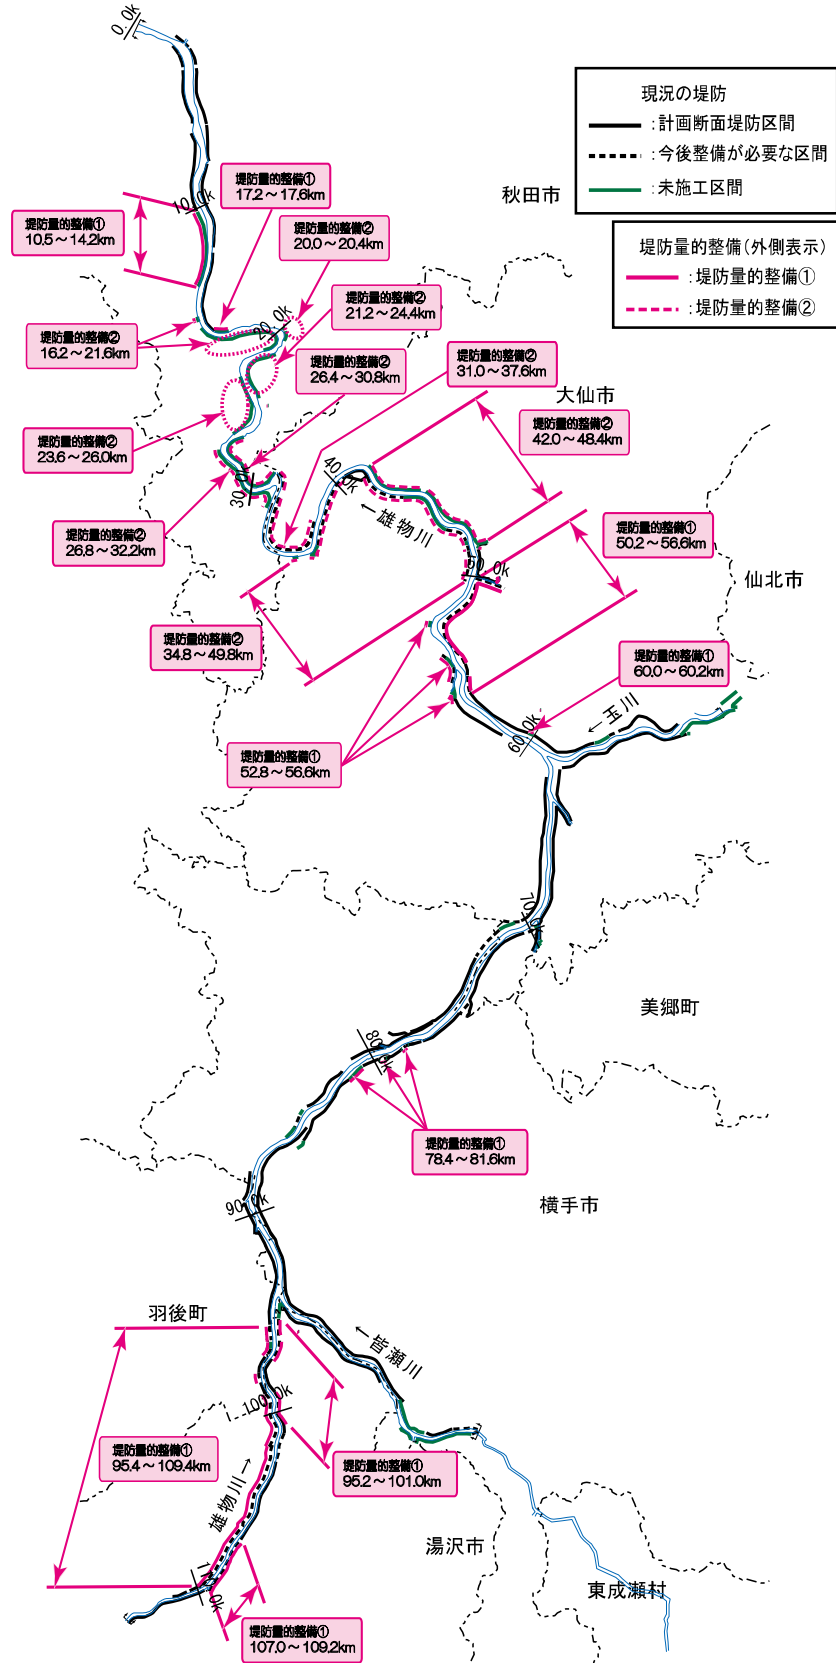 0.0k
現況の堤防
:計画断面堤防区間
:今後整備が必要な区間
:未施工区間
堤防量的整備(外側表示)
:堤防量的整備①
:堤防量的整備②
秋田市
堤防量的整備①
17.2～17.6km
10.0k
堤防量的整備①
10.5～14.2km
堤防量的整備②
20.0～20.4km
堤防量的整備②
21.2～24.4km
20.0k
堤防量的整備②
16.2～21.6km
堤防量的整備②
26.4～30.8km
堤防量的整備②
31.0～37.6km
大仙市
堤防量的整備②
42.0～48.4km
堤防量的整備②
23.6～26.0km
30.0k
40.0k
←雄物川
堤防量的整備②
26.8～32.2km
堤防量的整備①
50.2～56.6km
50.0k
仙北市
堤防量的整備②
34.8～49.8km
堤防量的整備①
60.0～60.2km
←玉川
60.0k
堤防量的整備①
52.8～56.6km
70.0k
美郷町
80.0k
堤防量的整備①
78.4～81.6km
横手市
90.0k
羽後町
←皆瀬川
100.0k
堤防量的整備①
95.4～109.4km
堤防量的整備①
95.2～101.0km
雄物川→
湯沢市
東成瀬村
110.0k
堤防量的整備①
107.0～109.2km